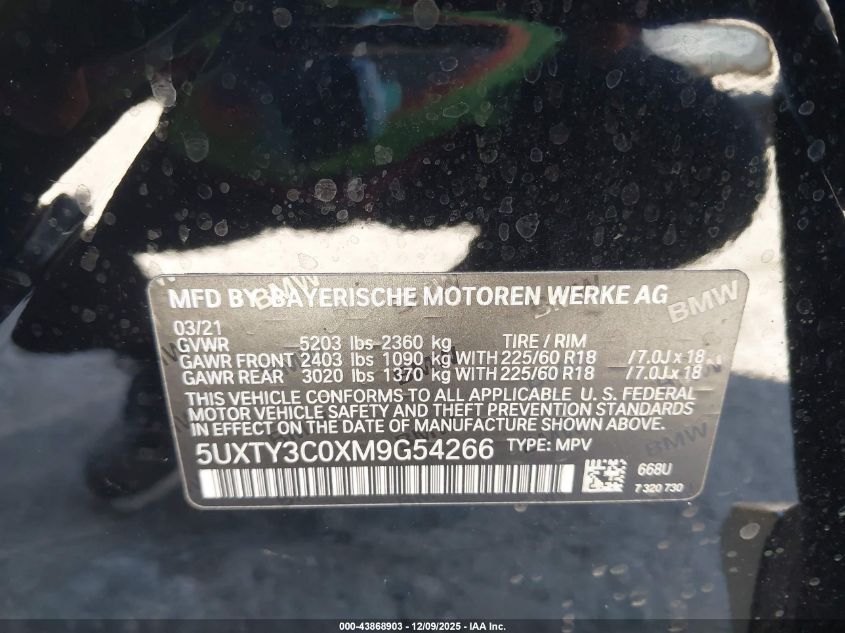 MFD BY BAYERISCHE MOTOREN WERKE AG
03/21
GVWR 5203 lbs-2360 kg TIRE / RIM
GAWR FRONT 2403 lbs 1090 kg WITH 225/60 R18 /7.0J x 18
GAWR REAR 3020 lbs 1370 kg WITH 225/60 R18 /7.0J x 18
THIS VEHICLE CONFORMS TO ALL APPLICABLE U. S. FEDERAL
MOTOR VEHICLE SAFETY AND THEFT PREVENTION STANDARDS
IN EFFECT ON THE DATE OF MANUFACTURE SHOWN ABOVE.
5UXTY3C0XM9G54266 TYPE: MPV
668U
7 320 730
BMW
BMW
BMW
000-43868903 - 12/09/2025 - IAA Inc.